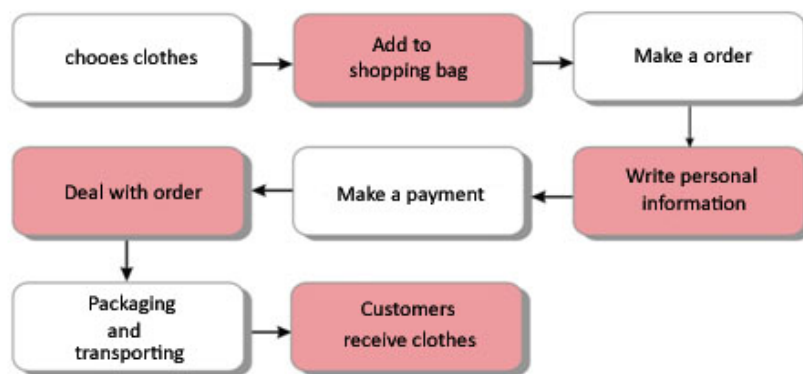 chooes clothes
Add to
shopping bag
Make a order
Write personal
information
Make a payment
Deal with order
Packaging
and
transporting
Customers
receive clothes